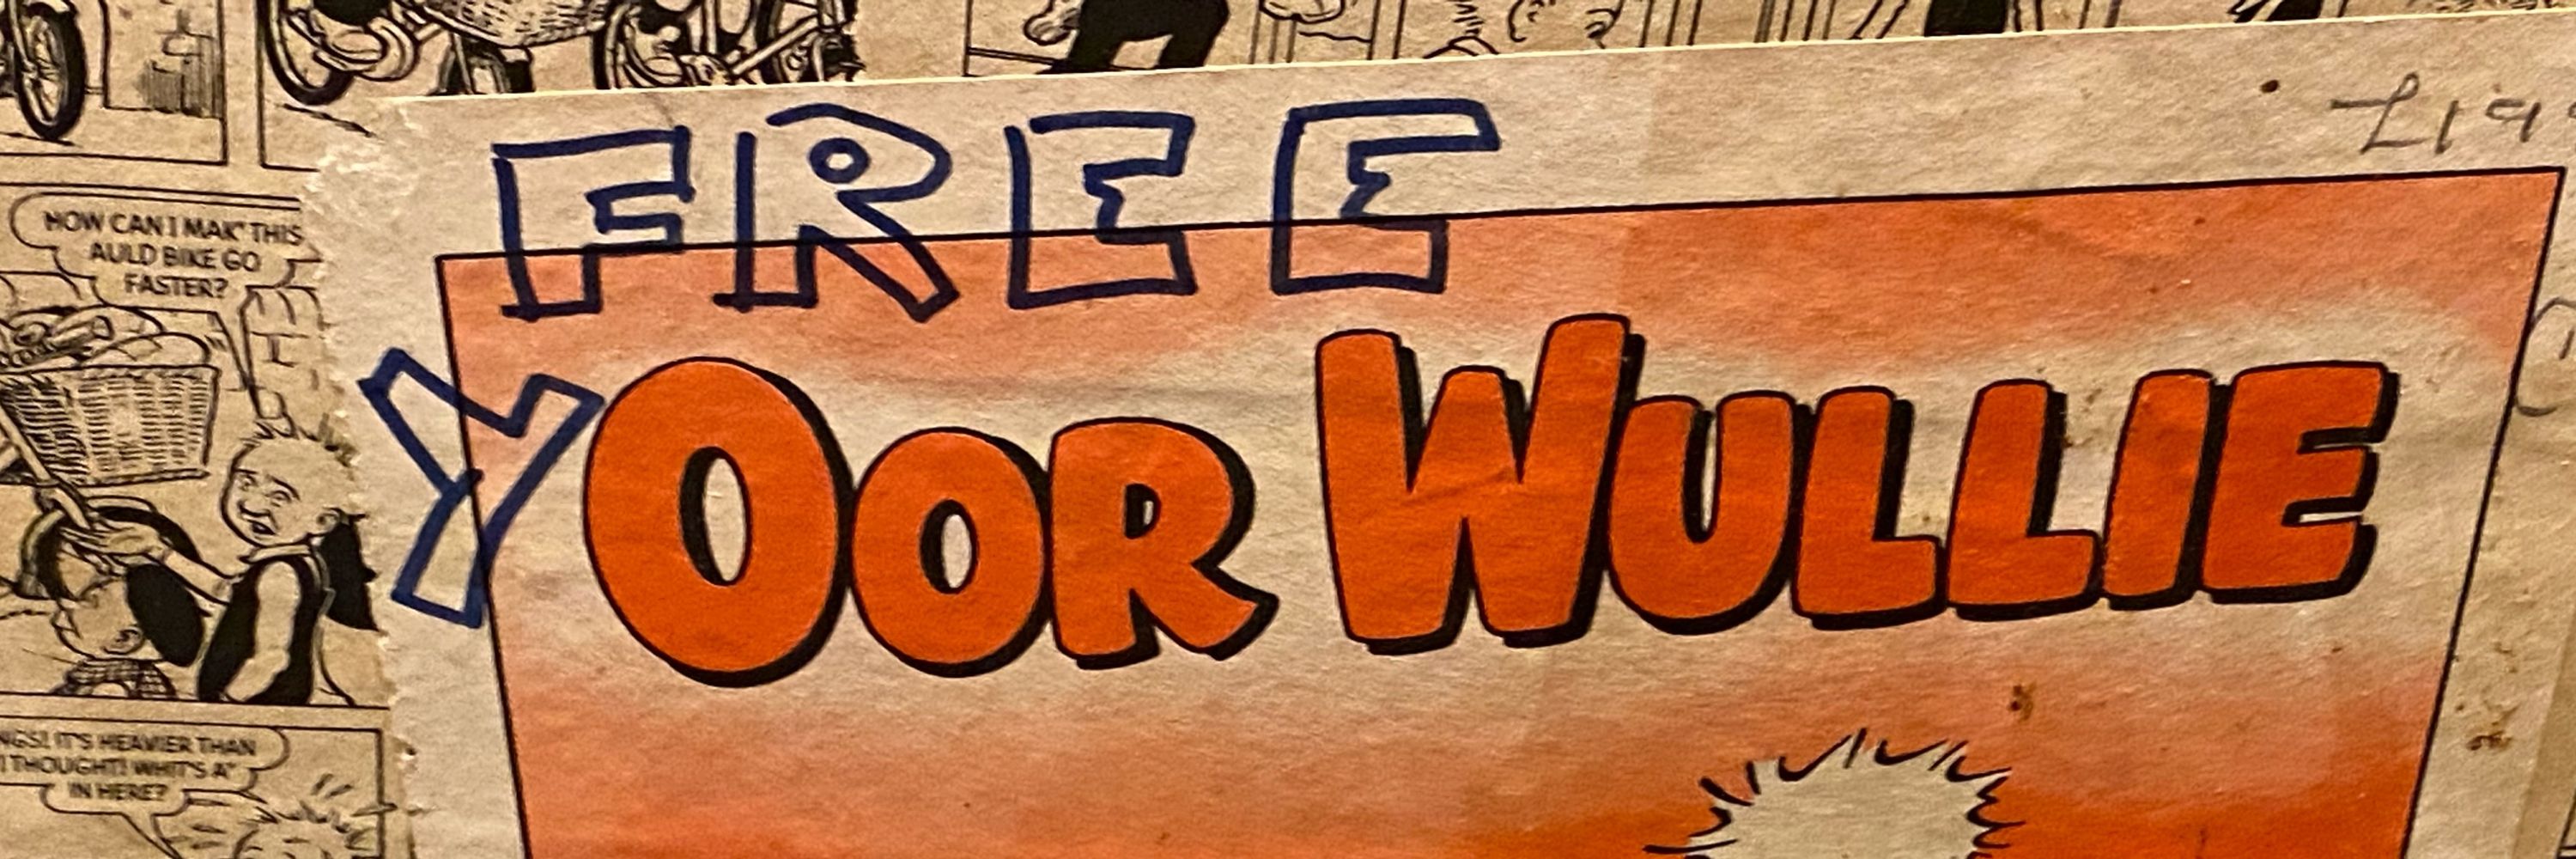 FREE
YOOR WULLIE
HOW CAN I MAK' THIS
AULD BIKE GO
FASTER?
IT'S HEAVIER THAN
I THOUGHT! WHIT'S A'
IN HERE?